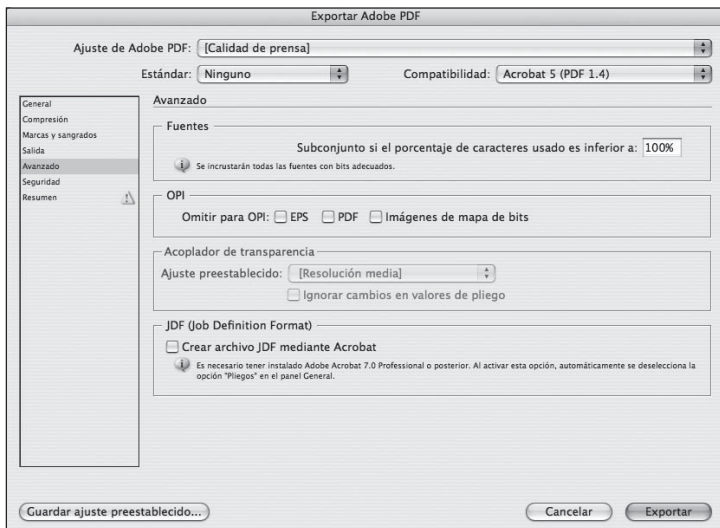 Exportar Adobe PDF
Ajuste de Adobe PDF: [Calidad de prensa]
Estándar: Ninguno Compatibilidad: Acrobat 5 (PDF 1.4)
General
Compresión
Marcas y sangrados
Salida
Avanzado
Seguridad
Resumen
Avanzado
Fuentes
Subconjunto si el porcentaje de caracteres usado es inferior a: 100%
Se incrustarán todas las fuentes con bits adecuados.
OPI
Omitir para OPI: EPS PDF Imágenes de mapa de bits
Acoplador de transparencia
Ajuste preestablecido: [Resolución media]
Ignorar cambios en valores de pliego
JDF (Job Definition Format)
Crear archivo JDF mediante Acrobat
Es necesario tener instalado Adobe Acrobat 7.0 Professional o posterior. Al activar esta opción, automáticamente se deselecciona la
opción "Pliegos" en el panel General.
Guardar ajuste preestablecido... Cancelar Exportar